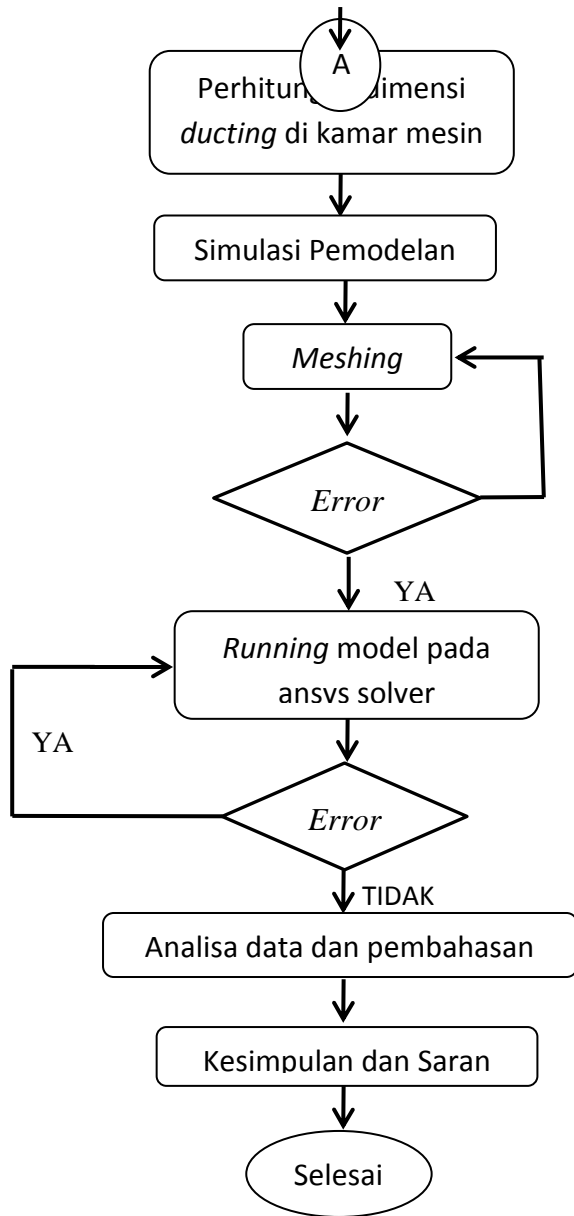 A
Perhitung dimensi
ducting di kamar mesin
Simulasi Pemodelan
Meshing
Error
YA
Running model pada
ansys solver
YA
Error
TIDAK
Analisa data dan pembahasan
Kesimpulan dan Saran
Selesai